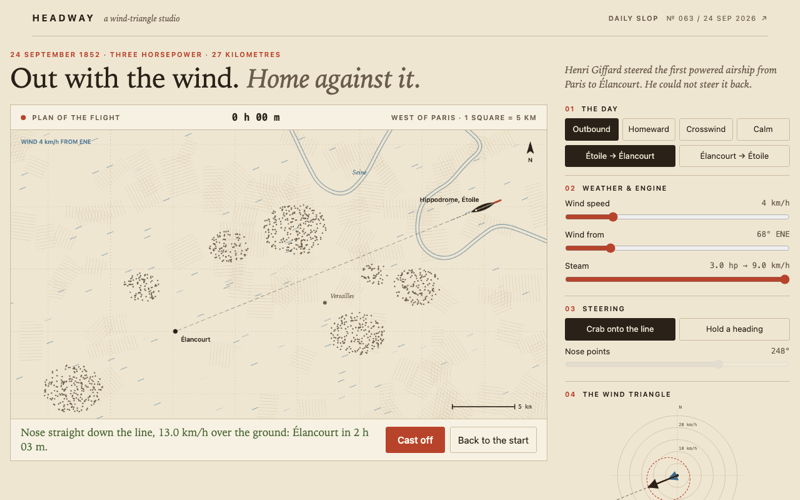 HEADWAY a wind-triangle studio
DAILY SLOP Nº 063 / 24 SEP 2026 ↗
24 SEPTEMBER 1852 · THREE HORSEPOWER · 27 KILOMETRES
Out with the wind. Home against it.
PLAN OF THE FLIGHT
0 h 00 m
WEST OF PARIS · 1 SQUARE = 5 KM
WIND 4 km/h FROM ENE
Seine
N
Hippodrome, Étoile
Versailles
Élancourt
5 km
Nose straight down the line, 13.0 km/h over the ground: Élancourt in 2 h
03 m.
Cast off
Back to the start
Henri Giffard steered the first powered airship from
Paris to Élancourt. He could not steer it back.
01 THE DAY
Outbound
Homeward
Crosswind
Calm
Étoile → Élancourt
Élancourt → Étoile
02 WEATHER & ENGINE
Wind speed 4 km/h
Wind from 68° ENE
Steam 3.0 hp → 9.0 km/h
03 STEERING
Crab onto the line
Hold a heading
Nose points 248°
04 THE WIND TRIANGLE
N
20 km/h
10 km/h